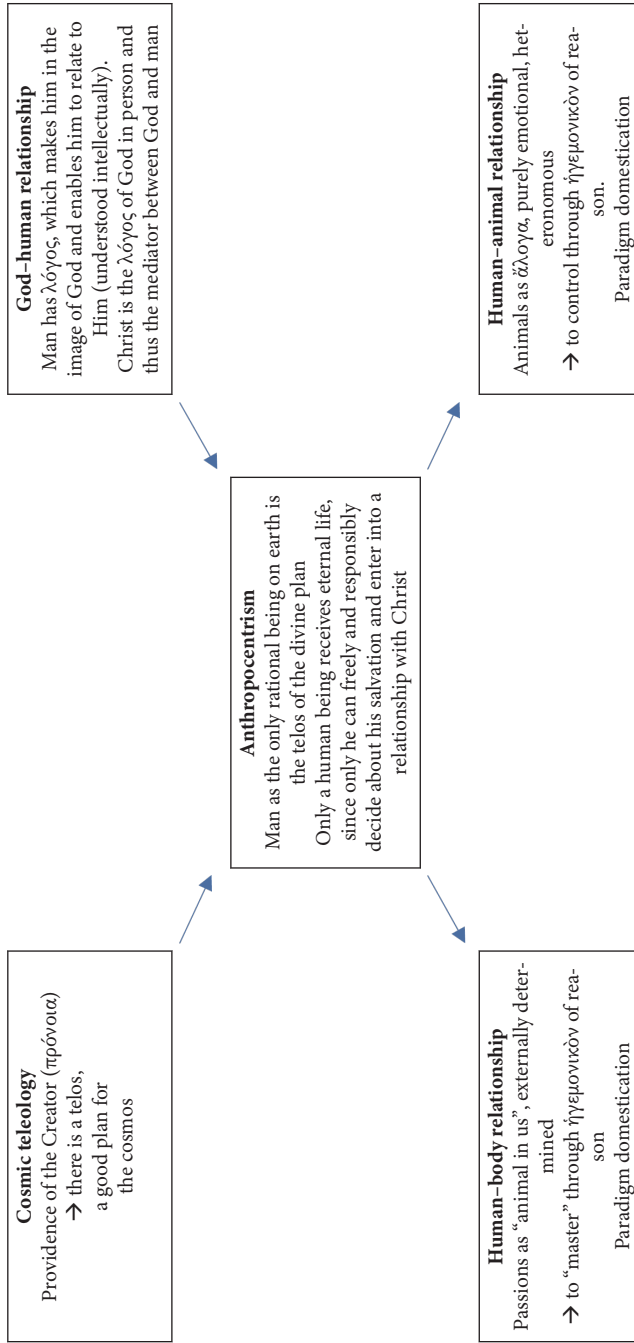 Cosmic teleology
Providence of the Creator (πρόνοια)
→ there is a telos,
a good plan for
the cosmos
God–human relationship
Man has λόγος, which makes him in the
image of God and enables him to relate to
Him (understood intellectually).
Christ is the λόγος of God in person and
thus the mediator between God and man
Anthropocentrism
Man as the only rational being on earth is
the telos of the divine plan
Only a human being receives eternal life,
since only he can freely and responsibly
decide about his salvation and enter into a
relationship with Christ
Human–body relationship
Passions as “animal in us”, externally deter-
mined
→ to “master” through ἡγεμονικὸν of rea-
son
Paradigm domestication
Human–animal relationship
Animals as ἄλογα, purely emotional, het-
eronomous
→ to control through ἡγεμονικὸν of rea-
son.
Paradigm domestication